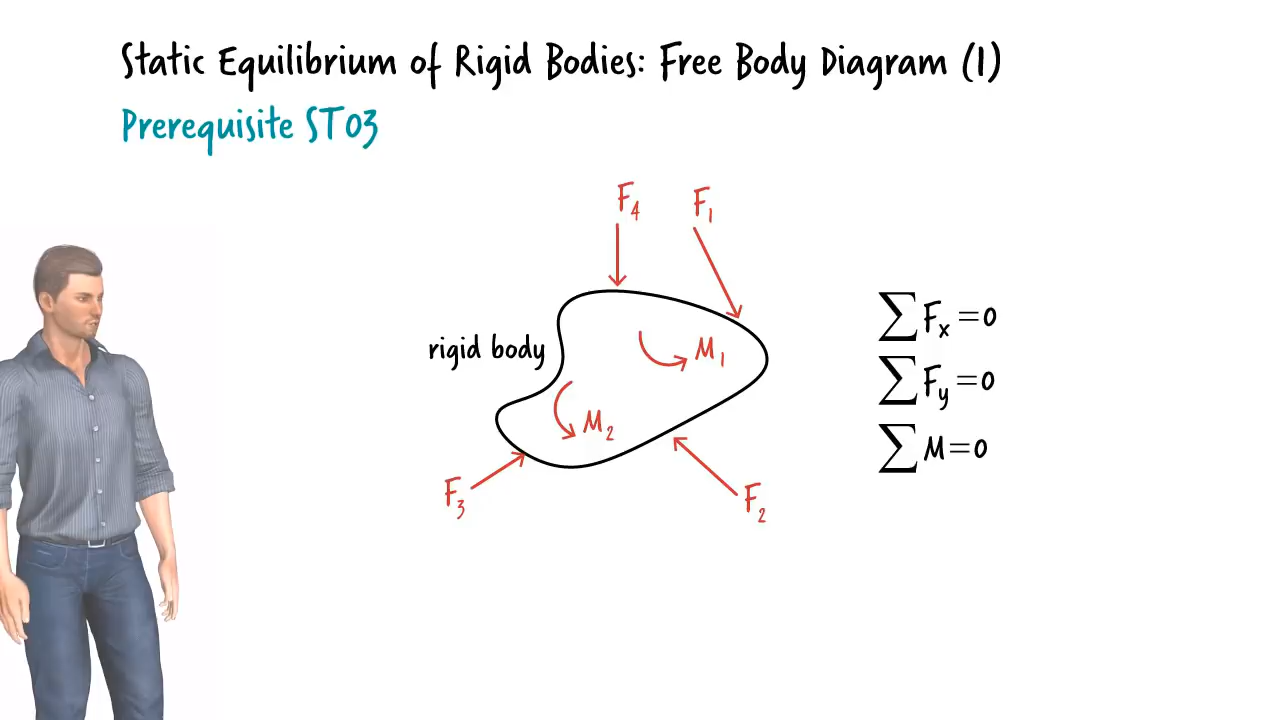 Static Equilibrium of Rigid Bodies: Free Body Diagram (1)
Prerequisite ST03
F₄
F₁
rigid body
M₁
M₂
F₃
F₂
∑Fₓ=0
∑Fᵧ=0
∑M=0